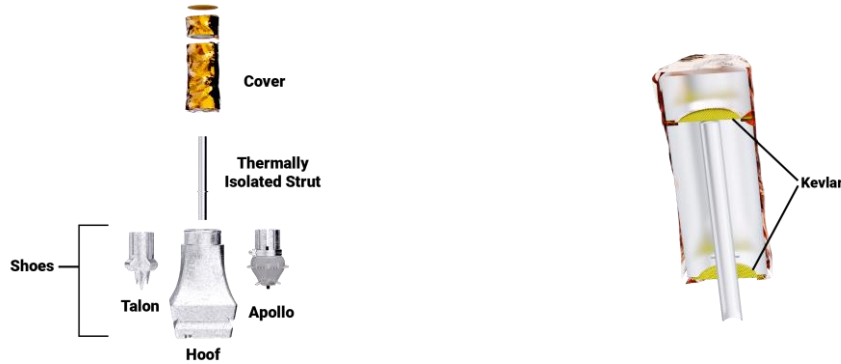 Cover
Thermally
Isolated Strut
Shoes
Talon
Apollo
Hoof
Kevlar